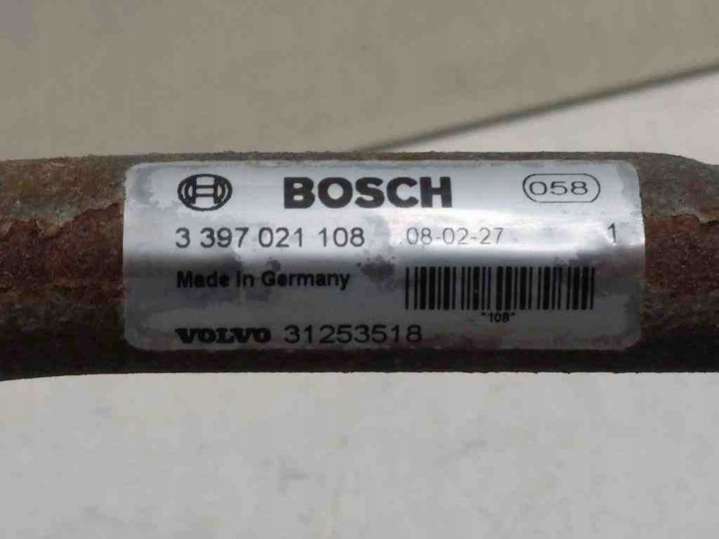 BOSCH 058
3 397 021 108 08-02-27 1
Made in Germany
"108"
VOLVO 31253518